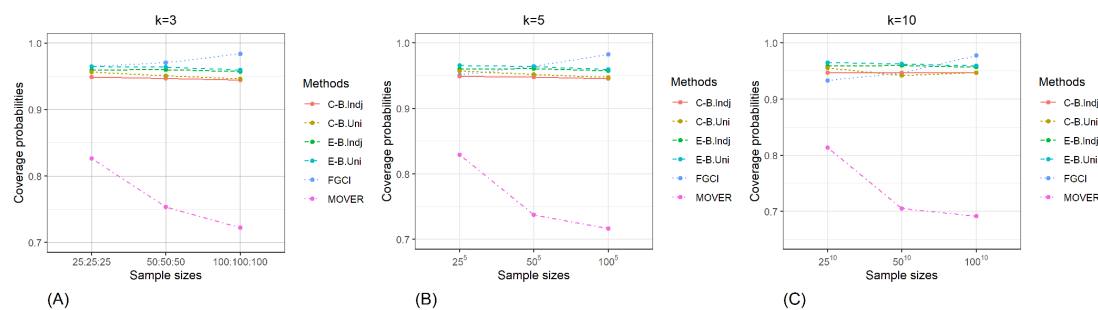 k=3
Coverage probabilities
1.0
0.9
0.8
0.7
25:25:25
50:50:50
100:100:100
Sample sizes
Methods
C-B.Indj
C-B.Uni
E-B.Indj
E-B.Uni
FGCI
MOVER
(A)
k=5
Coverage probabilities
1.0
0.9
0.8
0.7
25⁵
50⁵
100⁵
Sample sizes
Methods
C-B.Indj
C-B.Uni
E-B.Indj
E-B.Uni
FGCI
MOVER
(B)
k=10
Coverage probabilities
1.0
0.9
0.8
0.7
25¹⁰
50¹⁰
100¹⁰
Sample sizes
Methods
C-B.Indj
C-B.Uni
E-B.Indj
E-B.Uni
FGCI
MOVER
(C)